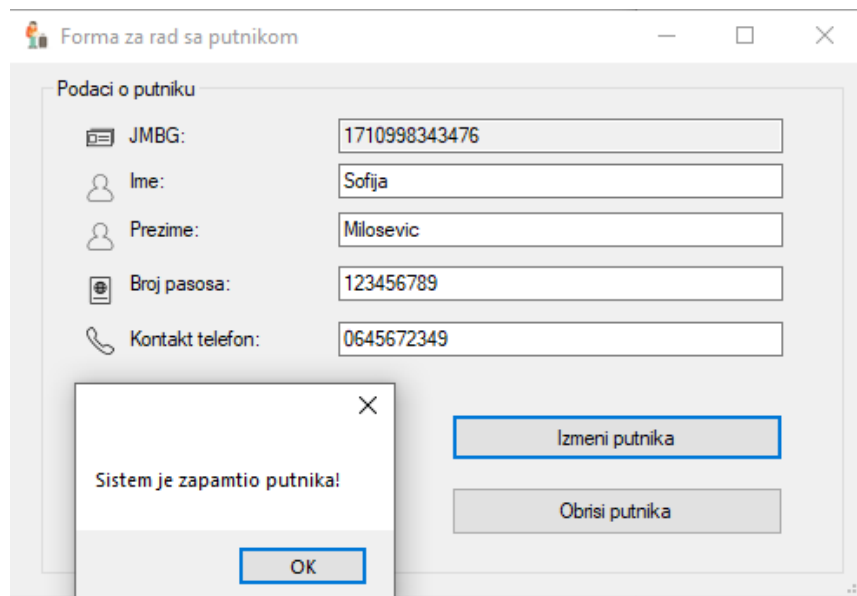 Forma za rad sa putnikom
Podaci o putniku
JMBG: 1710998343476
Ime: Sofija
Prezime: Milosevic
Broj pasosa: 123456789
Kontakt telefon: 0645672349
Izmeni putnika
Sistem je zapamtio putnika!
Obrisi putnika
OK